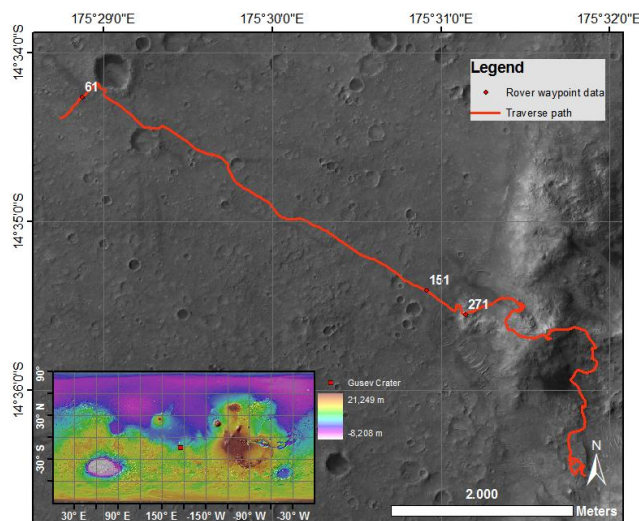 175°29'0"E 175°30'0"E 175°31'0"E 175°32'0"E
14°34'0"S
14°35'0"S
14°36'0"S
Legend
Rover waypoint data
Traverse path
61
151
271
90°
30° N
-30° S
30° E 90° E 150° E -150° W -90° W -30° W
Gusev Crater
21,249 m
-8,208 m
N
2,000
Meters